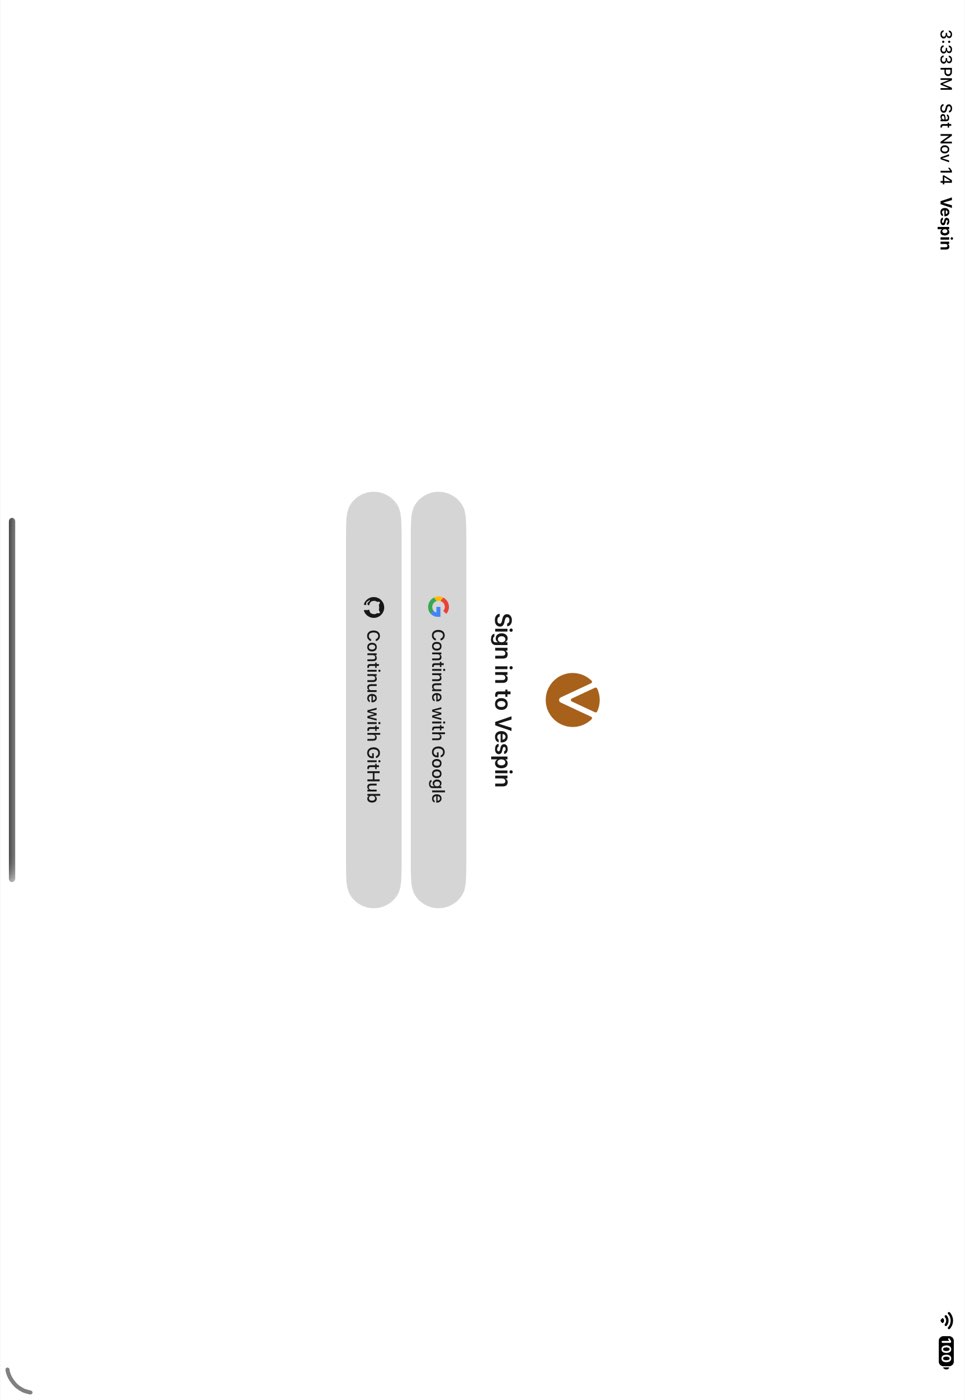 3:33 PM Sat Nov 14 Vespin
100
Sign in to Vespin
Continue with Google
Continue with GitHub